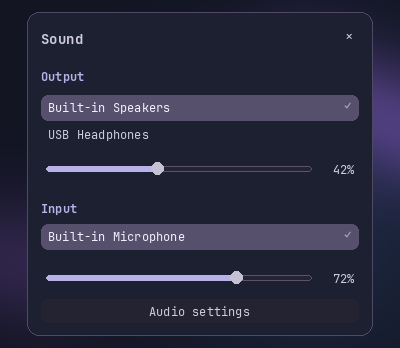 Sound
Output
Built-in Speakers
USB Headphones
42%
Input
Built-in Microphone
72%
Audio settings